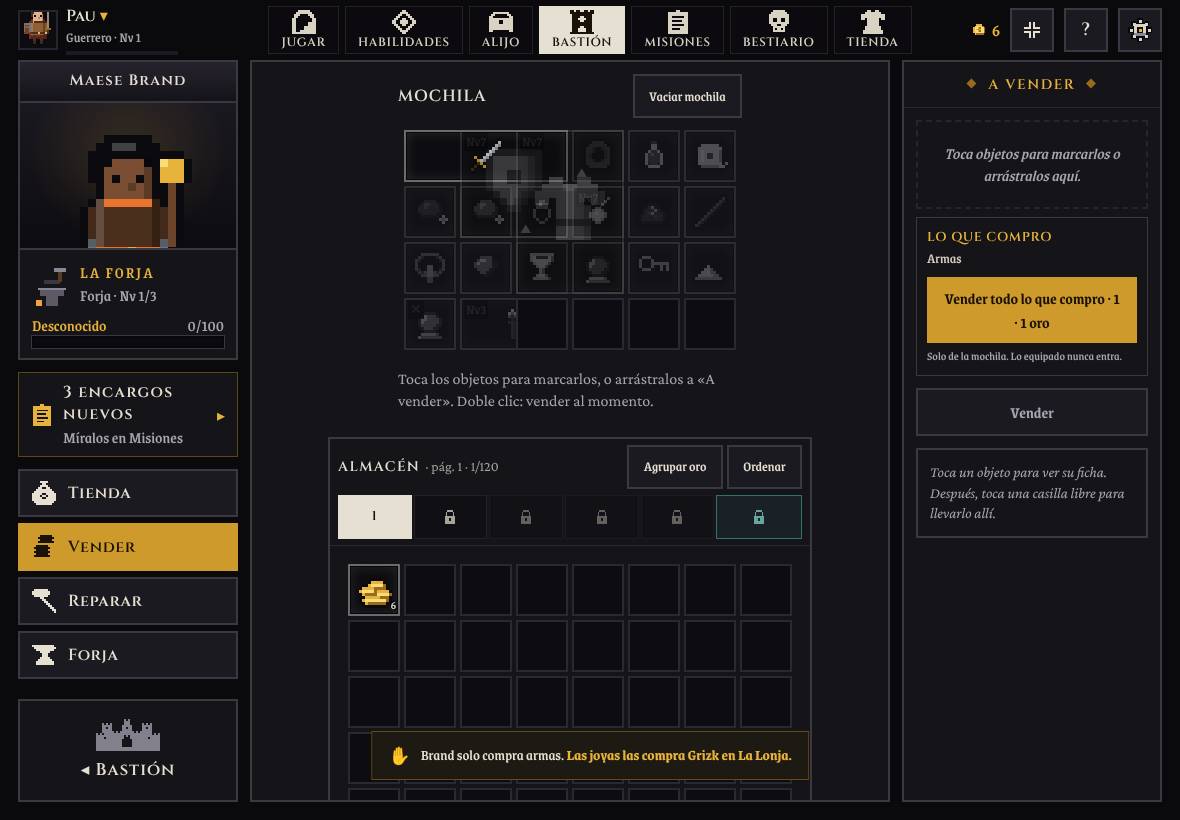 Pau ▾
Guerrero · Nv 1
JUGAR
HABILIDADES
ALIJO
BASTIÓN
MISIONES
BESTIARIO
TIENDA
6
?
Maese Brand
LA FORJA
Forja · Nv 1/3
Desconocido 0/100
3 ENCARGOS
NUEVOS
Míralos en Misiones
Tienda
Vender
Reparar
Forja
◂ Bastión
MOCHILA
Vaciar mochila
Nv7
Nv7
Nv3
Toca los objetos para marcarlos, o arrástralos a «A
vender». Doble clic: vender al momento.
ALMACÉN · pág. 1 · 1/120
Agrupar oro
Ordenar
1
6
Brand solo compra armas. Las joyas las compra Grizk en La Lonja.
◆ A VENDER ◆
Toca objetos para marcarlos o
arrástralos aquí.
LO QUE COMPRO
Armas
Vender todo lo que compro · 1
· 1 oro
Solo de la mochila. Lo equipado nunca entra.
Vender
Toca un objeto para ver su ficha.
Después, toca una casilla libre para
llevarlo allí.